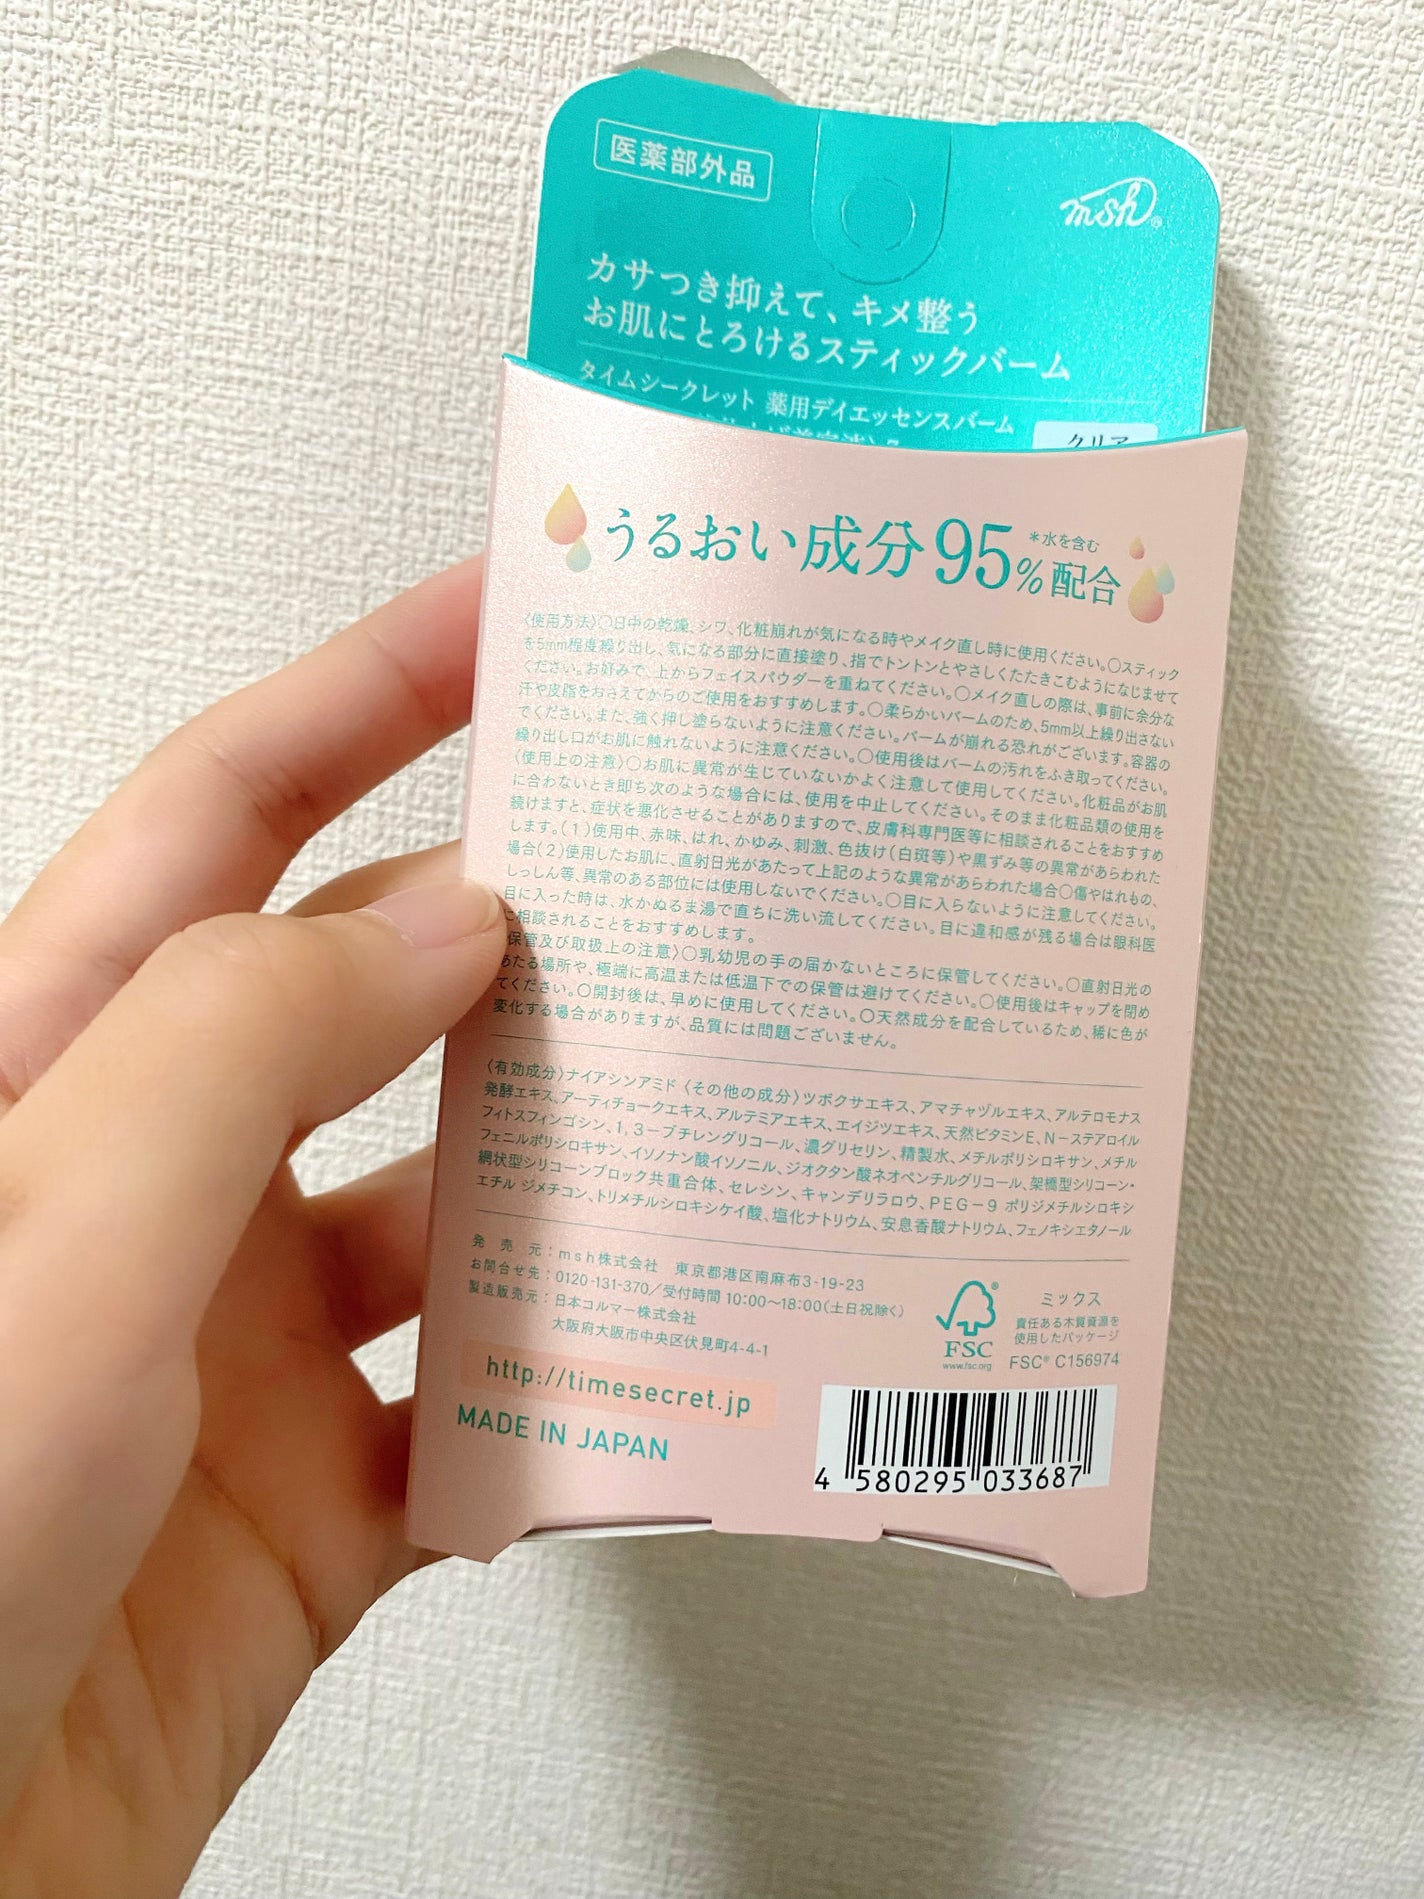 医薬部外品
msh®
カサつき抑えて、キメ整う
お肌にとろけるスティックバーム
タイムシークレット 薬用デイエッセンスバーム
クリア
うるおい成分95%配合
*水を含む
〈使用方法〉○日中の乾燥、シワ、化粧崩れが気になる時やメイク直し時に使用ください。○スティック
を5mm程度繰り出し、気になる部分に直接塗り、指でトントンとやさしくたたきこむようになじませて
ください。お好みで、上からフェイスパウダーを重ねてください。○メイク直しの際は、事前に余分な
汗や皮脂をおさえてからのご使用をおすすめします。○柔らかいバームのため、5mm以上繰り出さない
でください。また、強く押し塗らないように注意ください。バームが崩れる恐れがございます。容器の
繰り出し口がお肌に触れないように注意ください。○使用後はバームの汚れをふき取ってください。
〈使用上の注意〉○お肌に異常が生じていないかよく注意して使用してください。化粧品がお肌
に合わないとき即ち次のような場合には、使用を中止してください。そのまま化粧品類の使用を
続けますと、症状を悪化させることがありますので、皮膚科専門医等に相談されることをおすすめ
します。(1)使用中、赤味、はれ、かゆみ、刺激、色抜け(白斑等)や黒ずみ等の異常があらわれた
場合(2)使用したお肌に、直射日光があたって上記のような異常があらわれた場合○傷やはれもの、
しっしん等、異常のある部位には使用しないでください。○目に入らないように注意してください。
目に入った時は、水かぬるま湯で直ちに洗い流してください。目に違和感が残る場合は眼科医
に相談されることをおすすめします。
保管及び取扱上の注意〉○乳幼児の手の届かないところに保管してください。○直射日光の
あたる場所や、極端に高温または低温下での保管は避けてください。○使用後はキャップを閉め
てください。○開封後は、早めに使用してください。○天然成分を配合しているため、稀に色が
変化する場合がありますが、品質には問題ございません。
〈有効成分〉ナイアシンアミド 〈その他の成分〉ツボクサエキス、アマチャヅルエキス、アルテロモナス
発酵エキス、アーティチョークエキス、アルテミアエキス、エイジツエキス、天然ビタミンE、N－ステアロイル
フィトスフィンゴシン、1,3－ブチレングリコール、濃グリセリン、精製水、メチルポリシロキサン、メチル
フェニルポリシロキサン、イソノナン酸イソノニル、ジオクタン酸ネオペンチルグリコール、架橋型シリコーン・
網状型シリコーンブロック共重合体、セレシン、キャンデリラロウ、PEG－9 ポリジメチルシロキシ
エチル ジメチコン、トリメチルシロキシケイ酸、塩化ナトリウム、安息香酸ナトリウム、フェノキシエタノール
発 売 元：msh株式会社 東京都港区南麻布3-19-23
お問合せ先：0120-131-370／受付時間 10:00～18:00(土日祝除く)
製造販売元：日本コルマー株式会社
大阪府大阪市中央区伏見町4-4-1
http://timesecret.jp
MADE IN JAPAN
®
FSC
www.fsc.org
ミックス
責任ある木質資源を
使用したパッケージ
FSC® C156974
4 580295 033687